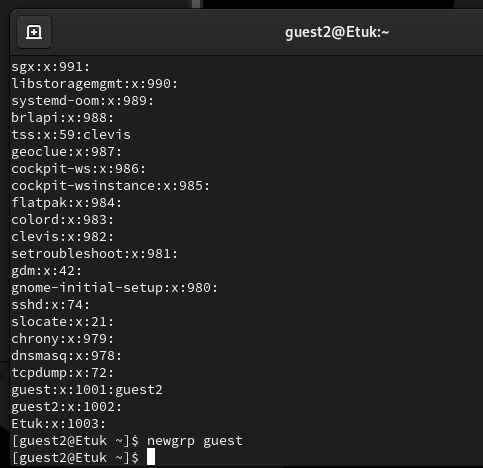 guest2@Etuk:~
sgx:x:991:
libstoragemgmt:x:990:
systemd-oom:x:989:
brlapi:x:988:
tss:x:59:clevis
geoclue:x:987:
cockpit-ws:x:986:
cockpit-wsinstance:x:985:
flatpak:x:984:
colord:x:983:
clevis:x:982:
setroubleshoot:x:981:
gdm:x:42:
gnome-initial-setup:x:980:
sshd:x:74:
slocate:x:21:
chrony:x:979:
dnsmasq:x:978:
tcpdump:x:72:
guest:x:1001:guest2
guest2:x:1002:
Etuk:x:1003:
[guest2@Etuk ~]$ newgrp guest
[guest2@Etuk ~]$